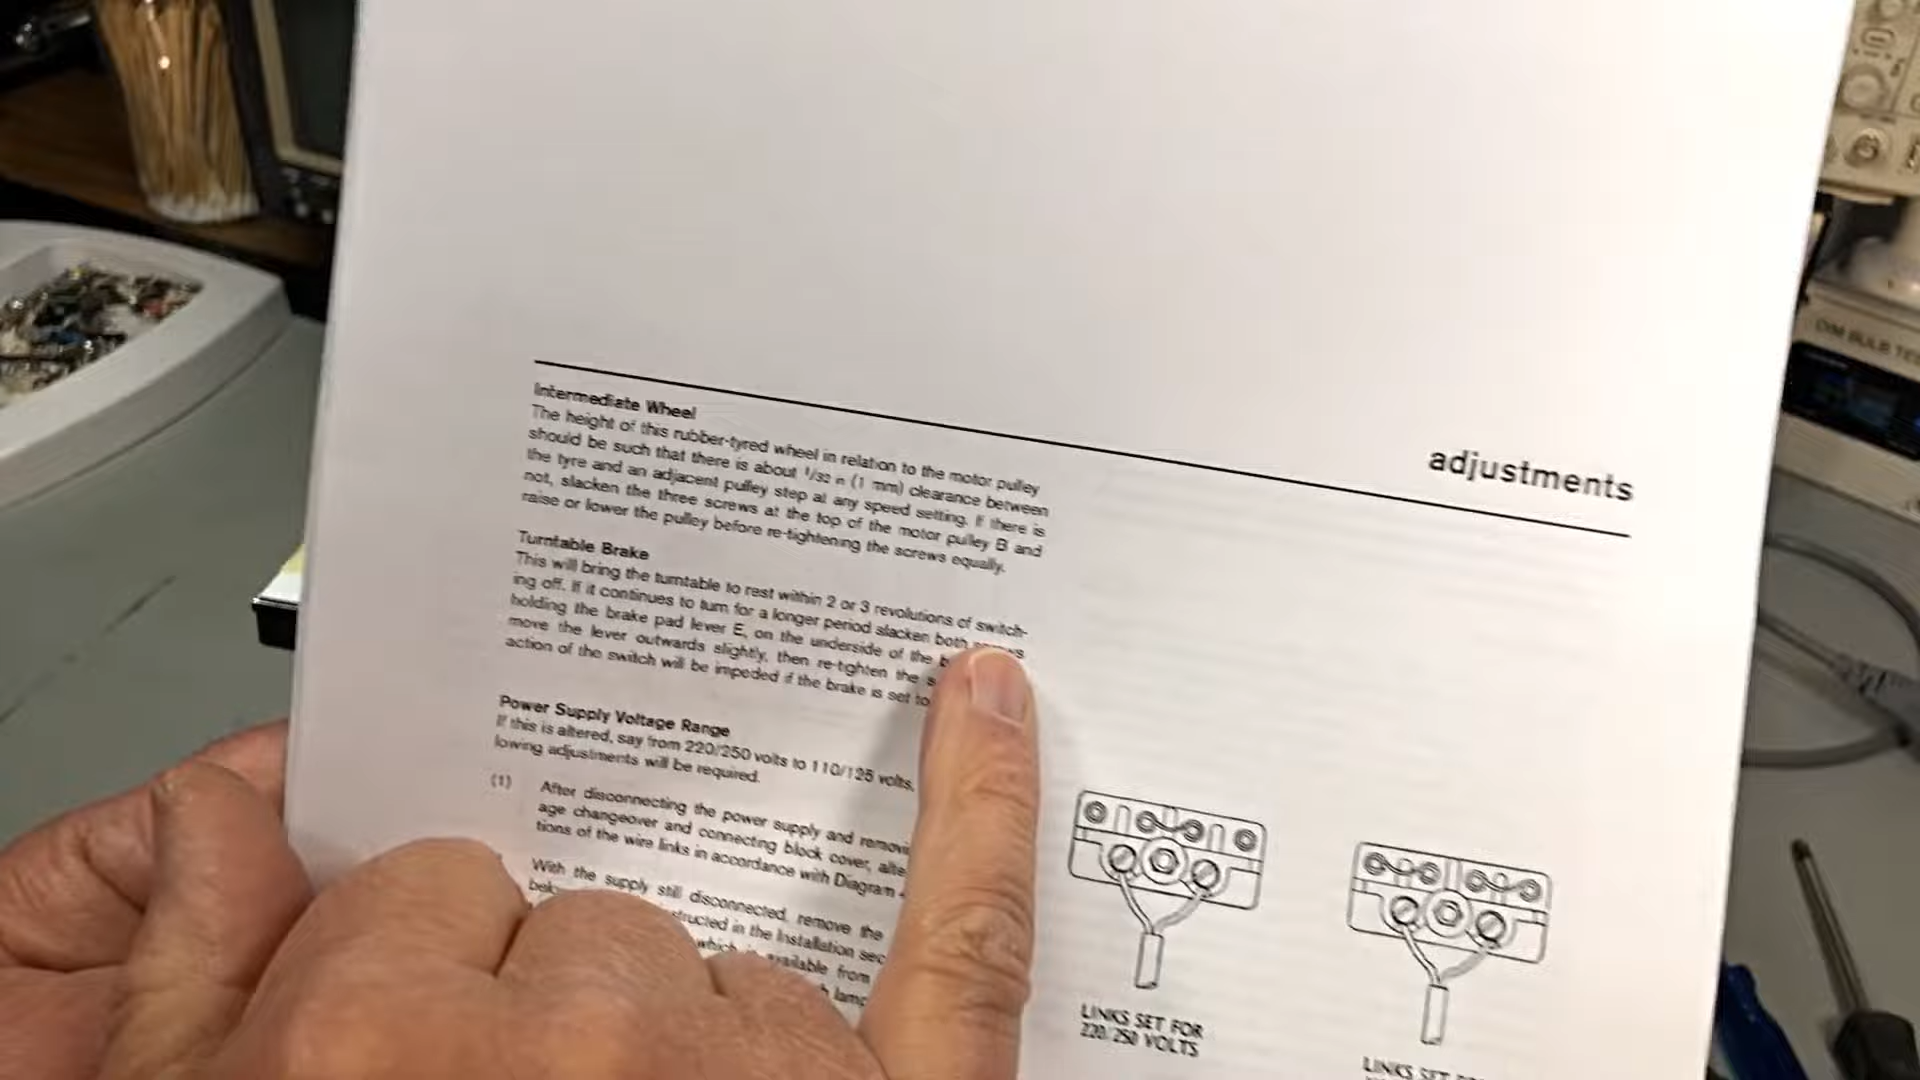 adjustments
Intermediate Wheel
The height of this rubber-tyred wheel in relation to the motor pulley
should be such that there is about 1/32 in (1 mm) clearance between
the tyre and an adjacent pulley step at any speed setting. If there is
not, slacken the three screws at the top of the motor pulley B and
raise or lower the pulley before re-tightening the screws equally.
Turntable Brake
This will bring the turntable to rest within 2 or 3 revolutions of switch-
ing off. If it continues to turn for a longer period slacken both
holding the brake pad lever E, on the underside of the
move the lever outwards slightly, then re-tighten the
action of the switch will be impeded if the brake is set to
Power Supply Voltage Range
If this is altered, say from 220/250 volts to 110/125 volts,
lowing adjustments will be required.
(1) After disconnecting the power supply and
age changeover and connecting block cover,
tions of the wire links in accordance with Diagram
With the supply still disconnected, remove the
in the Installation
which available from
LINKS SET FOR
220/250 VOLTS
LINKS SET
DIM BULB